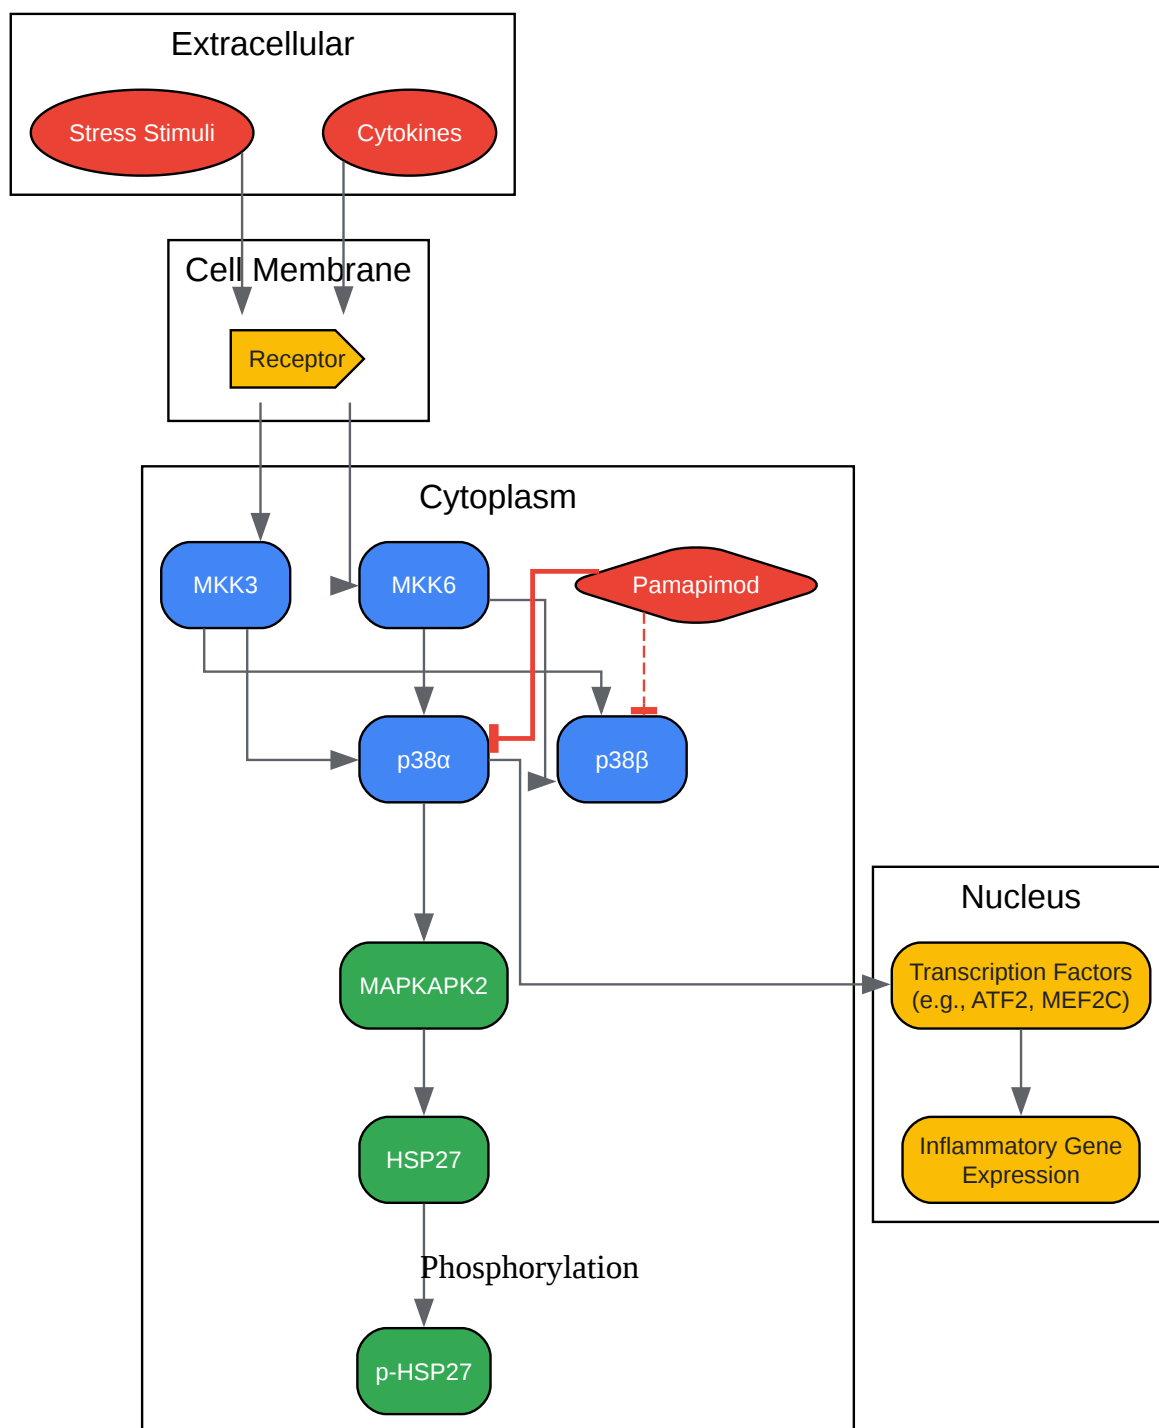 Extracellular
Stress Stimuli
Cytokines
Cell Membrane
Receptor
Cytoplasm
MKK3
MKK6
Pamapimod
p38α
p38β
Nucleus
MAPKAPK2
Transcription Factors
(e.g., ATF2, MEF2C)
HSP27
Inflammatory Gene
Expression
Phosphorylation
p-HSP27